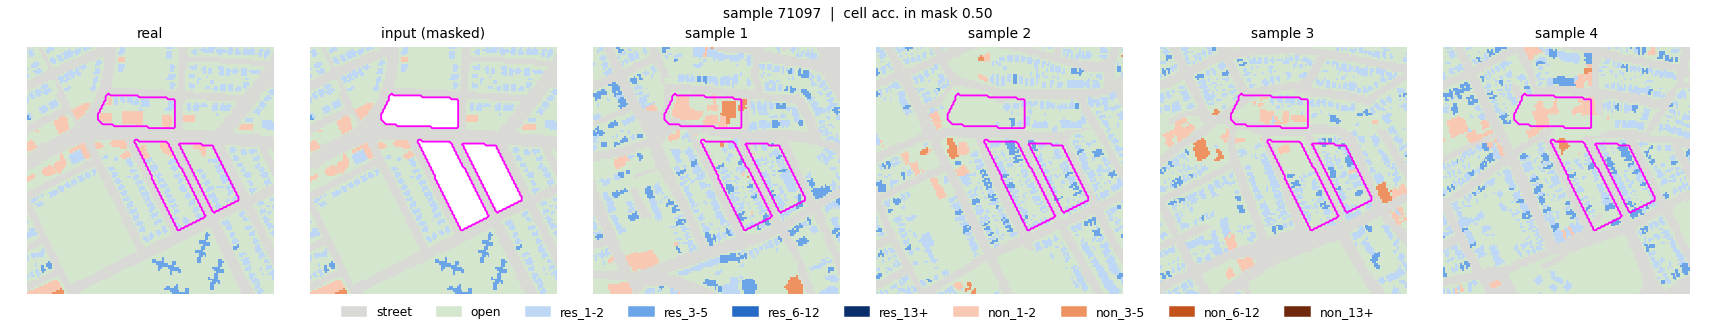 sample 71097 | cell acc. in mask 0.50
real
input (masked)
sample 1
sample 2
sample 3
sample 4
street
open
res_1-2
res_3-5
res_6-12
res_13+
non_1-2
non_3-5
non_6-12
non_13+